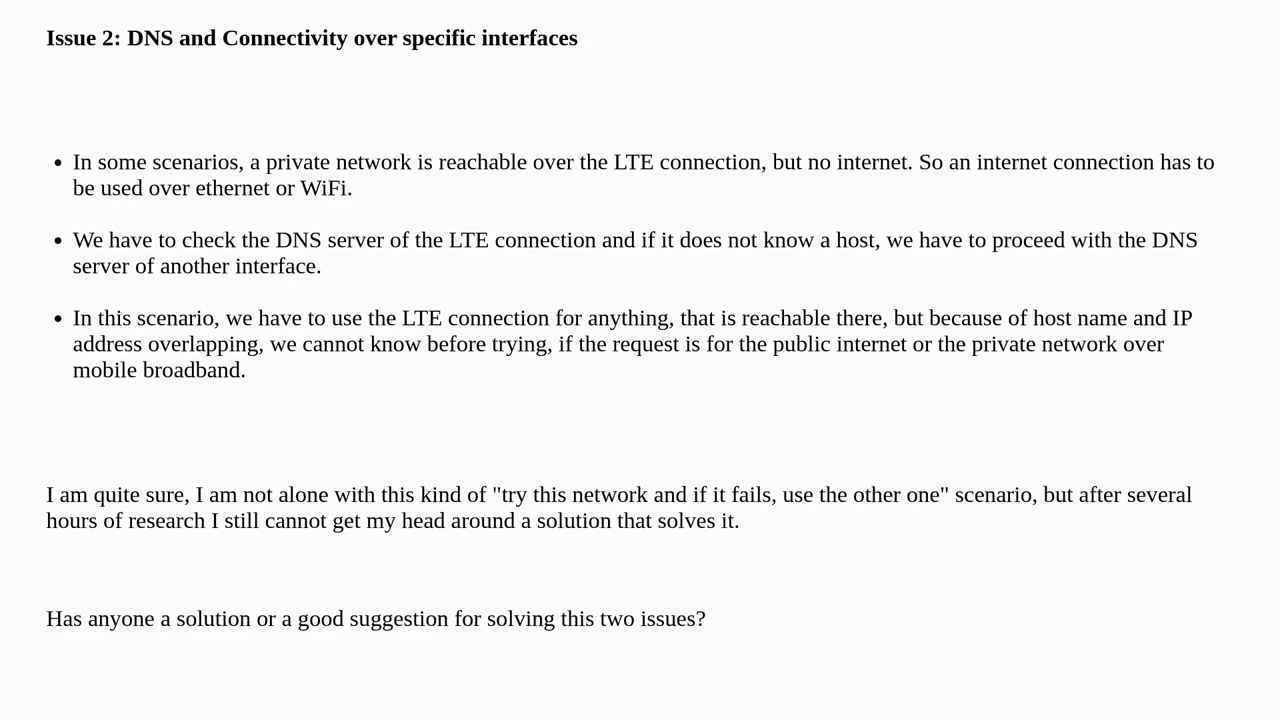 Issue 2: DNS and Connectivity over specific interfaces
• In some scenarios, a private network is reachable over the LTE connection, but no internet. So an internet connection has to
be used over ethernet or WiFi.
• We have to check the DNS server of the LTE connection and if it does not know a host, we have to proceed with the DNS
server of another interface.
• In this scenario, we have to use the LTE connection for anything, that is reachable there, but because of host name and IP
address overlapping, we cannot know before trying, if the request is for the public internet or the private network over
mobile broadband.
I am quite sure, I am not alone with this kind of "try this network and if it fails, use the other one" scenario, but after several
hours of research I still cannot get my head around a solution that solves it.
Has anyone a solution or a good suggestion for solving this two issues?